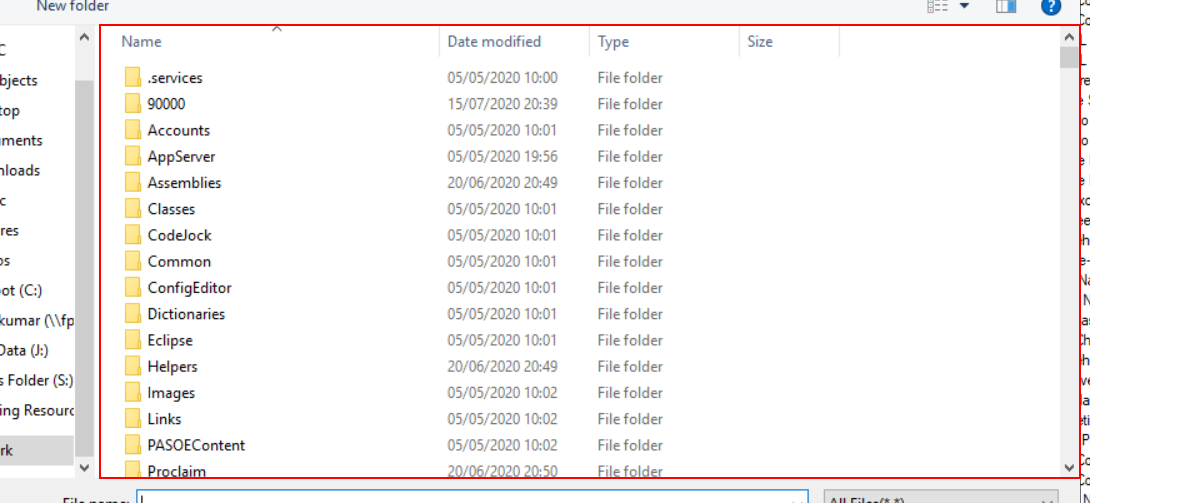 New folder
Name Date modified Type Size
.services 05/05/2020 10:00 File folder
90000 15/07/2020 20:39 File folder
Accounts 05/05/2020 10:01 File folder
AppServer 05/05/2020 19:56 File folder
Assemblies 20/06/2020 20:49 File folder
Classes 05/05/2020 10:01 File folder
CodeJock 05/05/2020 10:01 File folder
Common 05/05/2020 10:01 File folder
ConfigEditor 05/05/2020 10:01 File folder
Dictionaries 05/05/2020 10:01 File folder
Eclipse 05/05/2020 10:01 File folder
Helpers 20/06/2020 20:49 File folder
Images 05/05/2020 10:02 File folder
Links 05/05/2020 10:02 File folder
PASOEContent 05/05/2020 10:02 File folder
Proclaim 20/06/2020 20:50 File folder
C
bjects
top
ments
nloads
c
res
os
ot (C:)
kumar (\\fp
Data (J:)
s Folder (S:)
ing Resourc
rk
File name:
All Files(*.*)